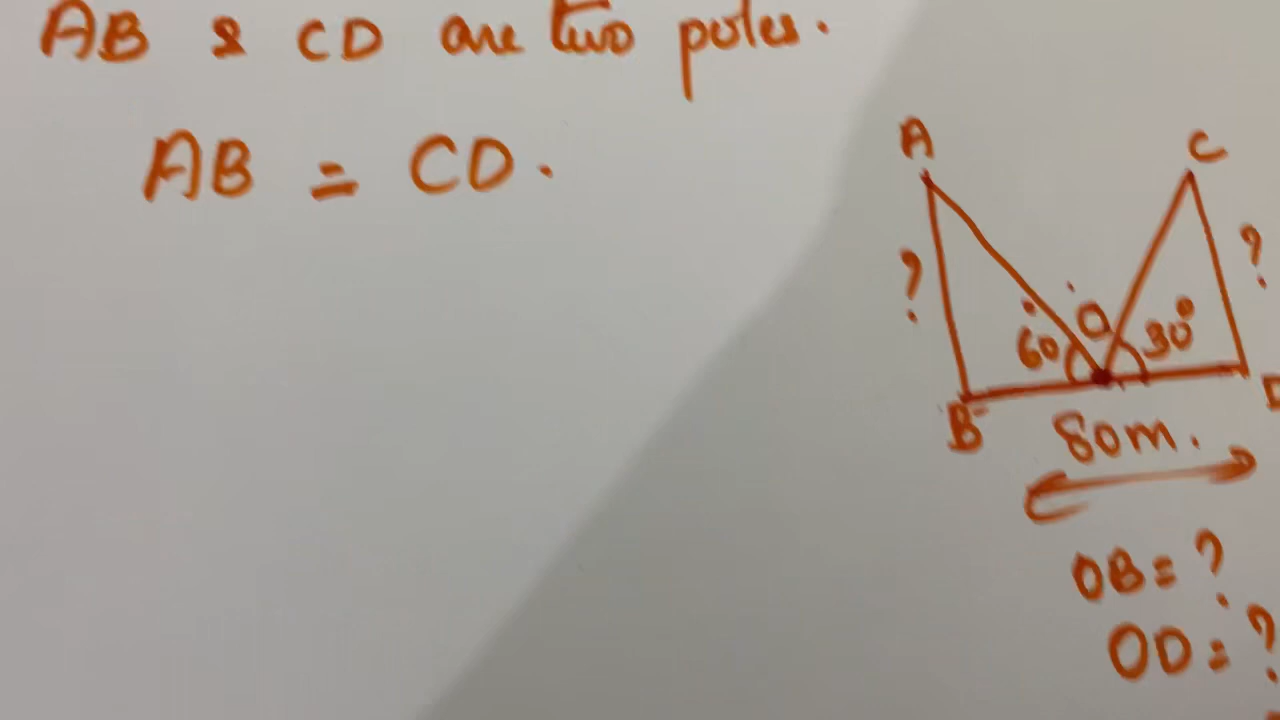 AB & CD are two poles.
AB = CD.
A
C
?
?
60
O
30°
B
D
80m.
OB = ?
OD = ?